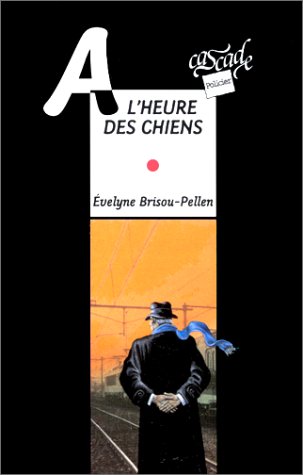 cascade
Policier
A L'HEURE
DES CHIENS
Évelyne Brisou-Pellen